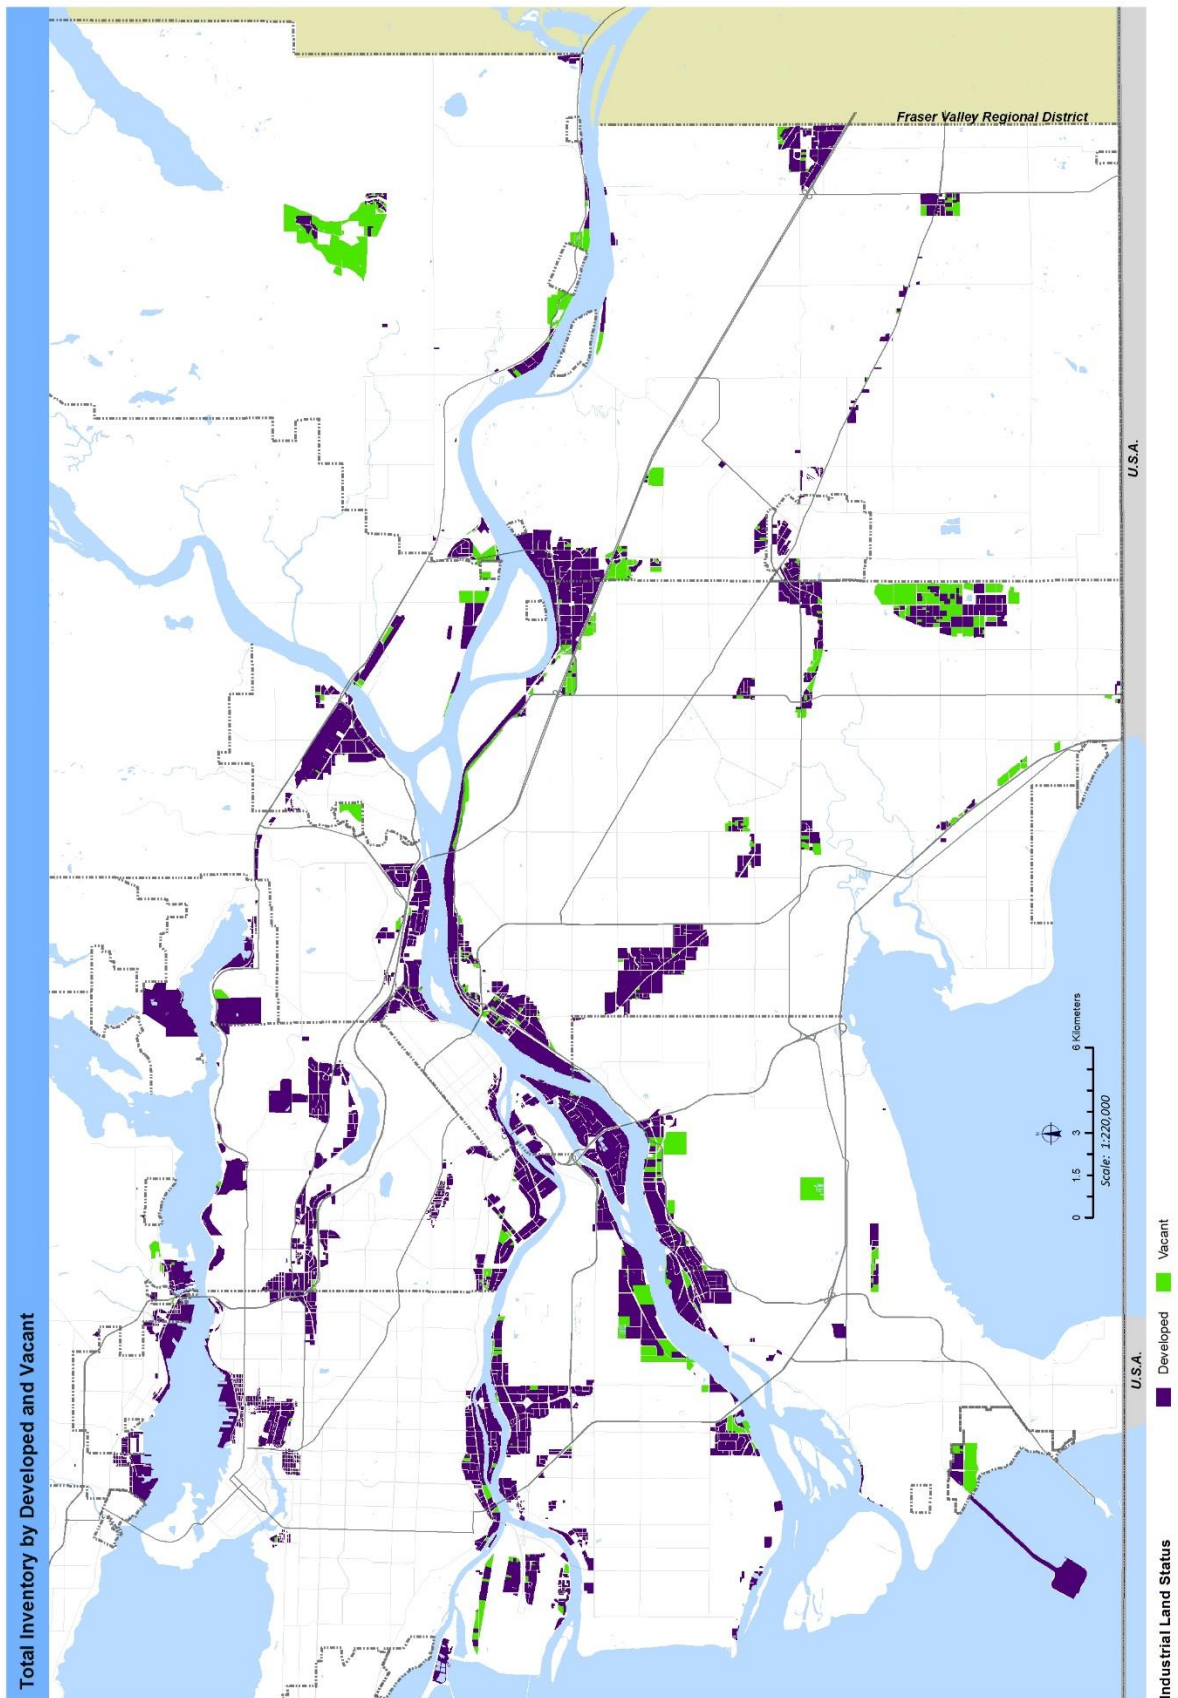 Total Inventory by Developed and Vacant
Fraser Valley Regional District
U.S.A.
U.S.A.
0 1.5 3 6 Kilometers
Scale: 1:220,000
Industrial Land Status
Developed
Vacant